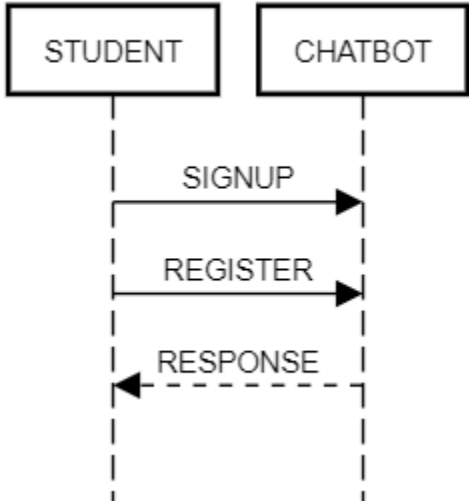 STUDENT
CHATBOT
SIGNUP
REGISTER
RESPONSE